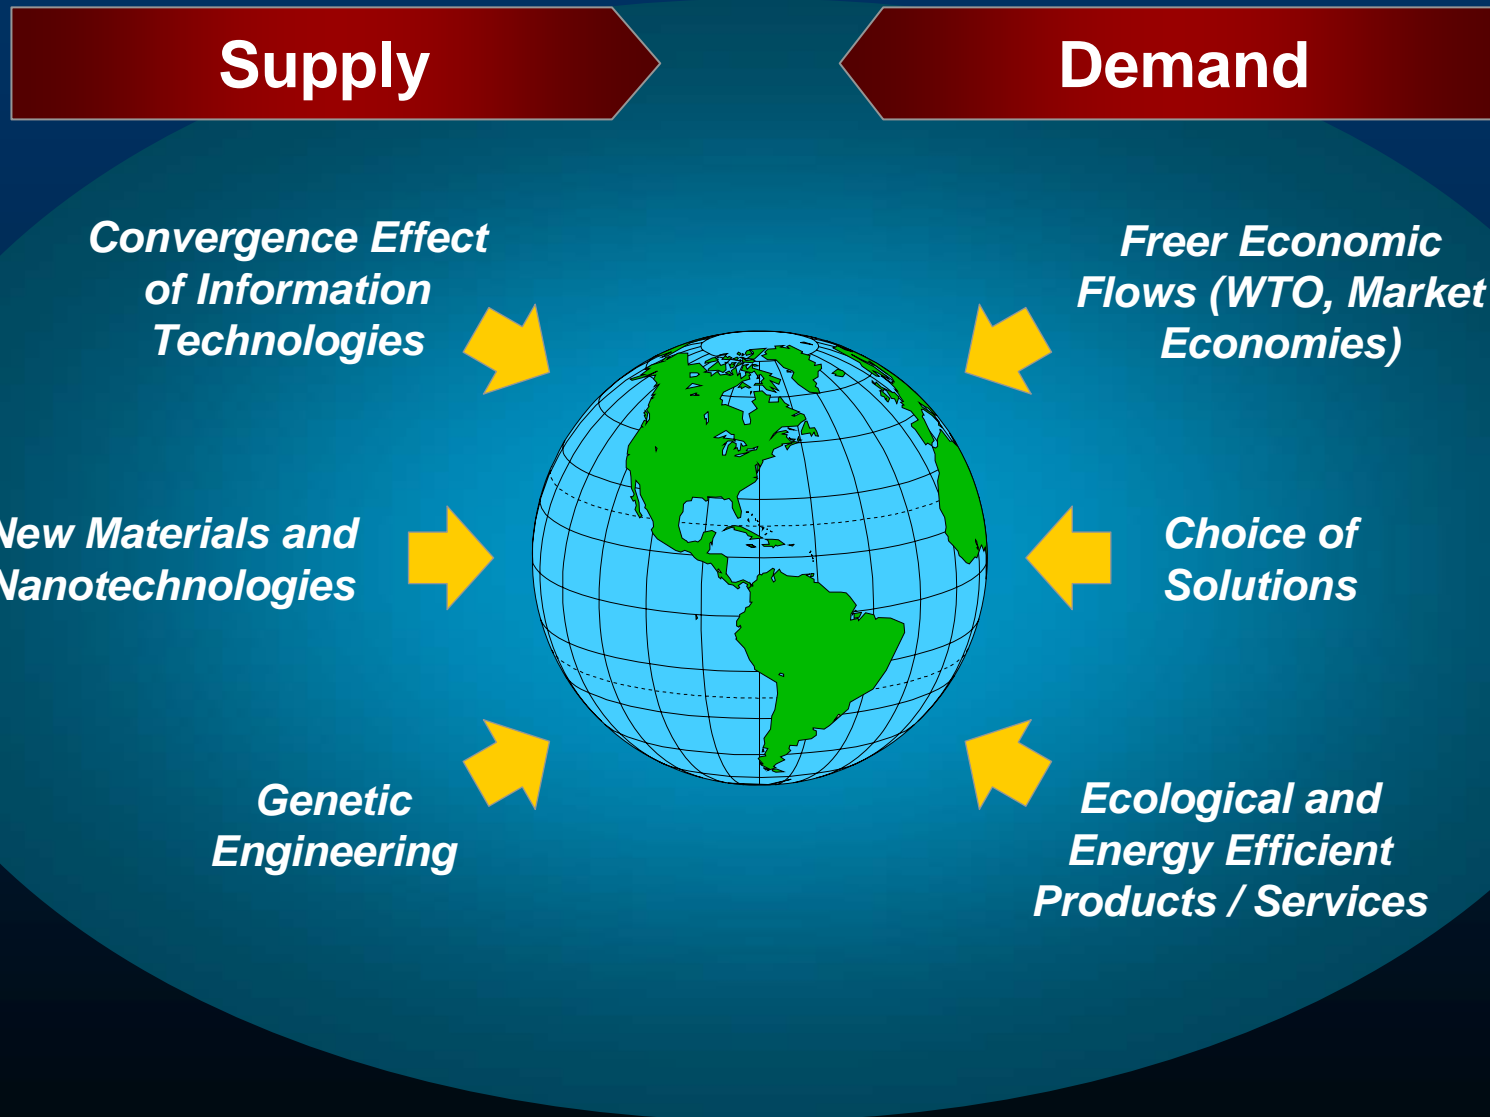 Supply
Demand
Convergence Effect
of Information
Technologies
Freer Economic
Flows (WTO, Market
Economies)
New Materials and
Nanotechnologies
Choice of
Solutions
Genetic
Engineering
Ecological and
Energy Efficient
Products / Services